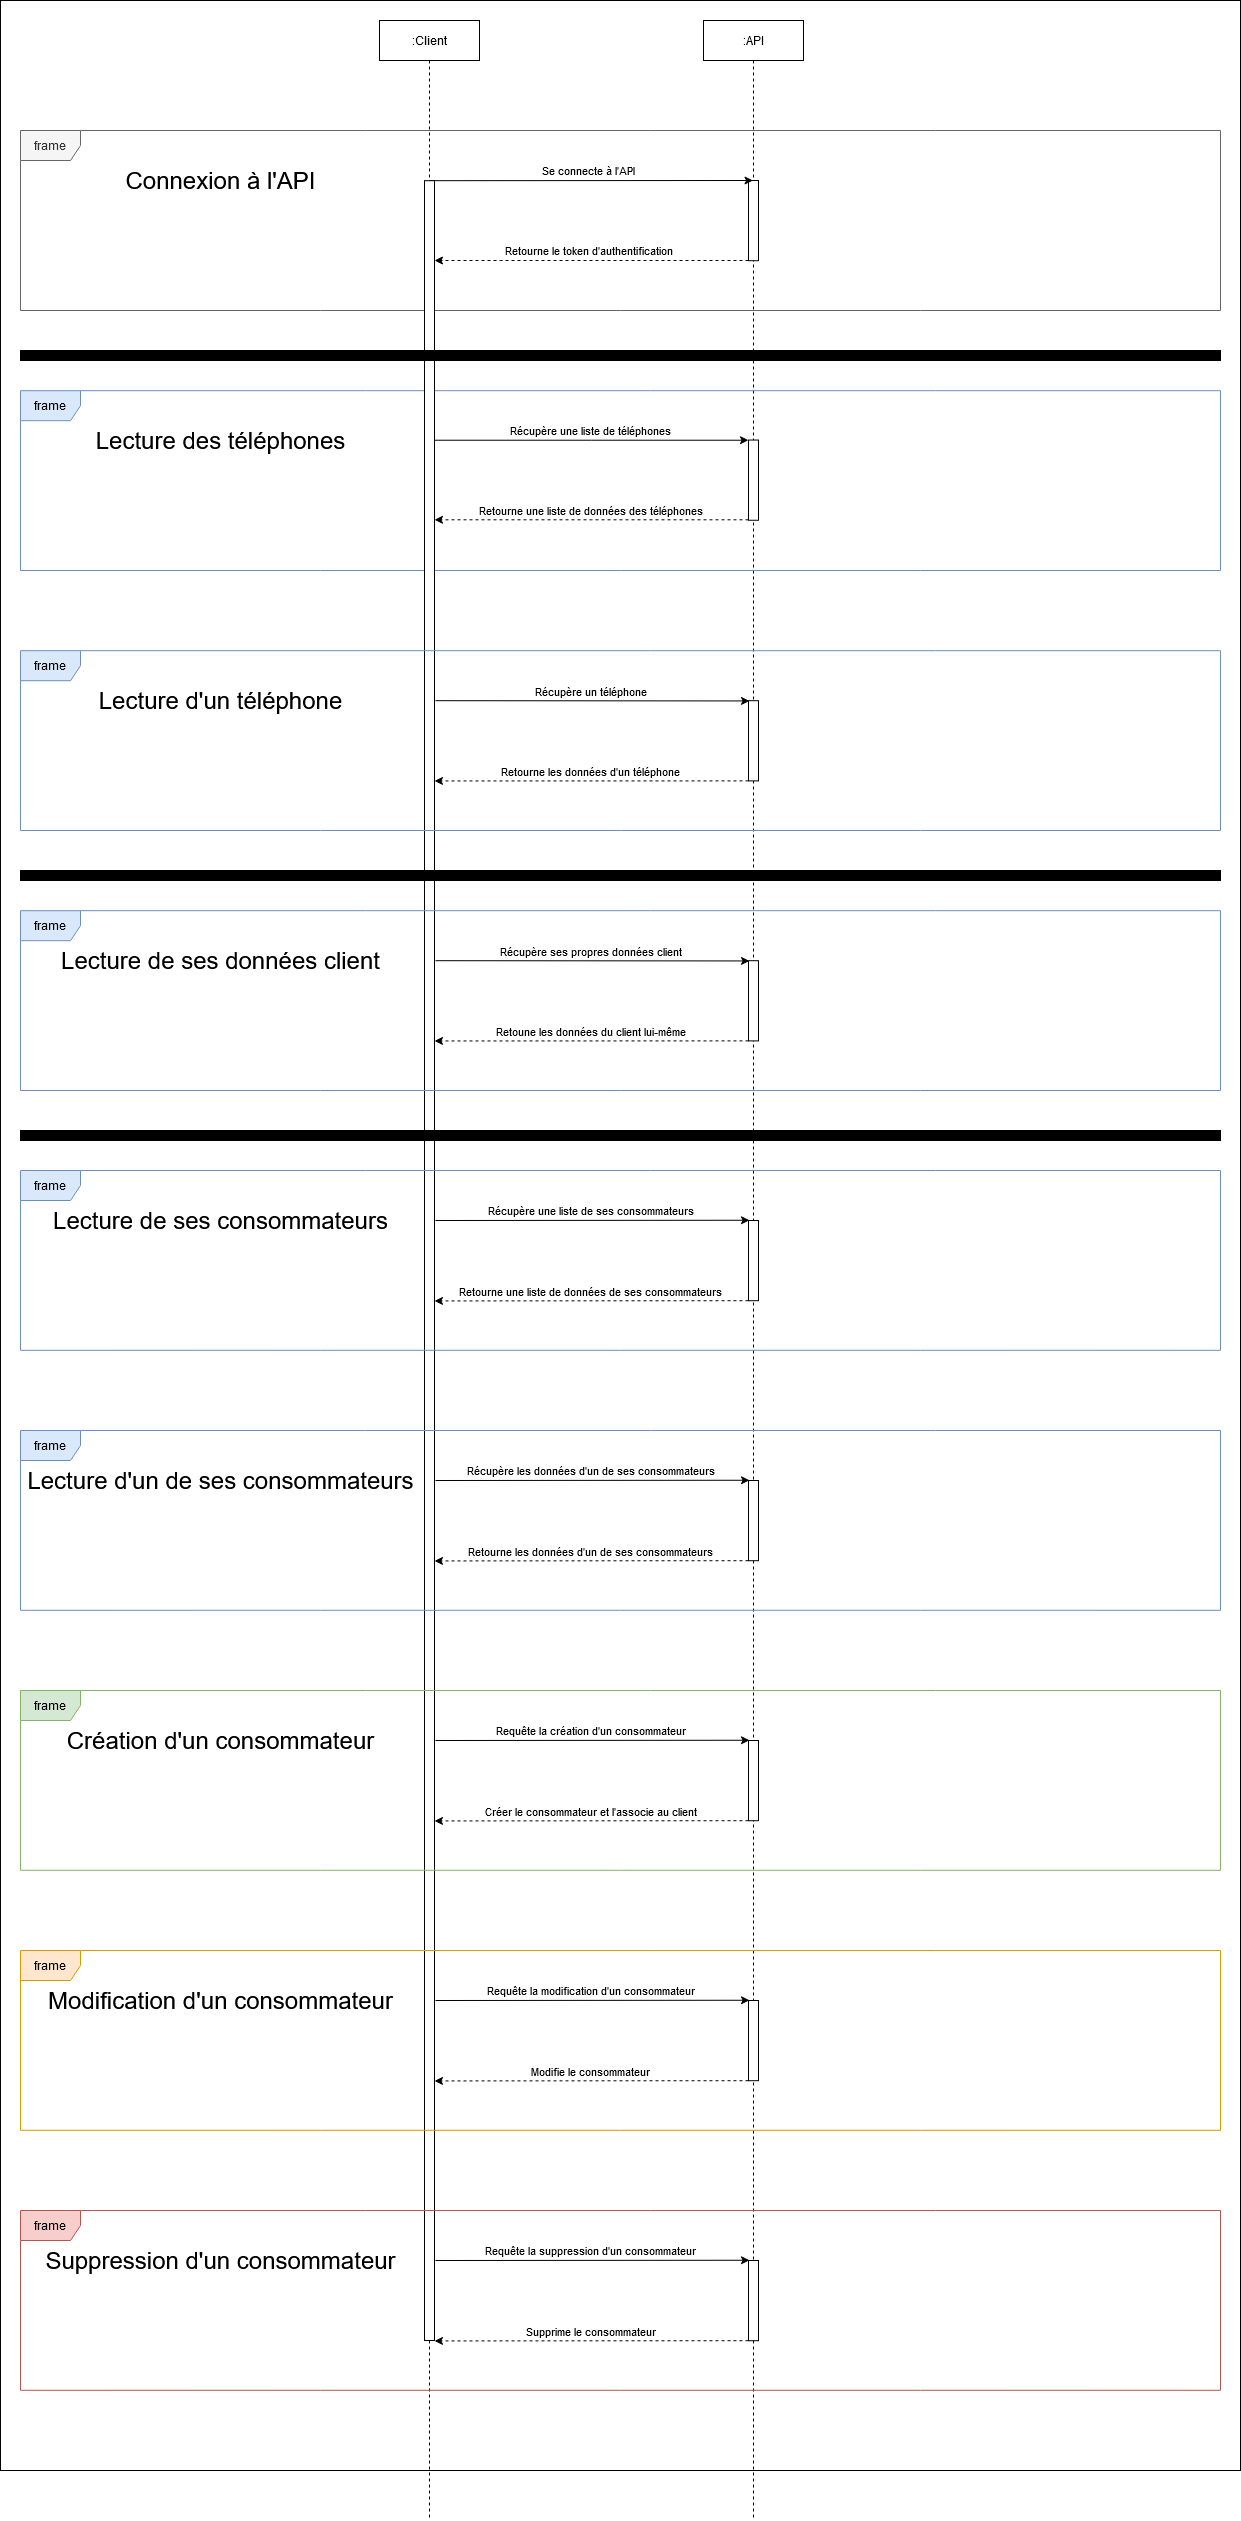 :Client
:API
frame
Connexion à l'API
Se connecte à l'API
Retourne le token d'authentification
frame
Lecture des téléphones
Récupère une liste de téléphones
Retourne une liste de données des téléphones
frame
Lecture d'un téléphone
Récupère un téléphone
Retourne les données d'un téléphone
frame
Lecture de ses données client
Récupère ses propres données client
Retoune les données du client lui-même
frame
Lecture de ses consommateurs
Récupère une liste de ses consommateurs
Retourne une liste de données de ses consommateurs
frame
Lecture d'un de ses consommateurs
Récupère les données d'un de ses consommateurs
Retourne les données d'un de ses consommateurs
frame
Création d'un consommateur
Requête la création d'un consommateur
Créer le consommateur et l'associe au client
frame
Modification d'un consommateur
Requête la modification d'un consommateur
Modifie le consommateur
frame
Suppression d'un consommateur
Requête la suppression d'un consommateur
Supprime le consommateur